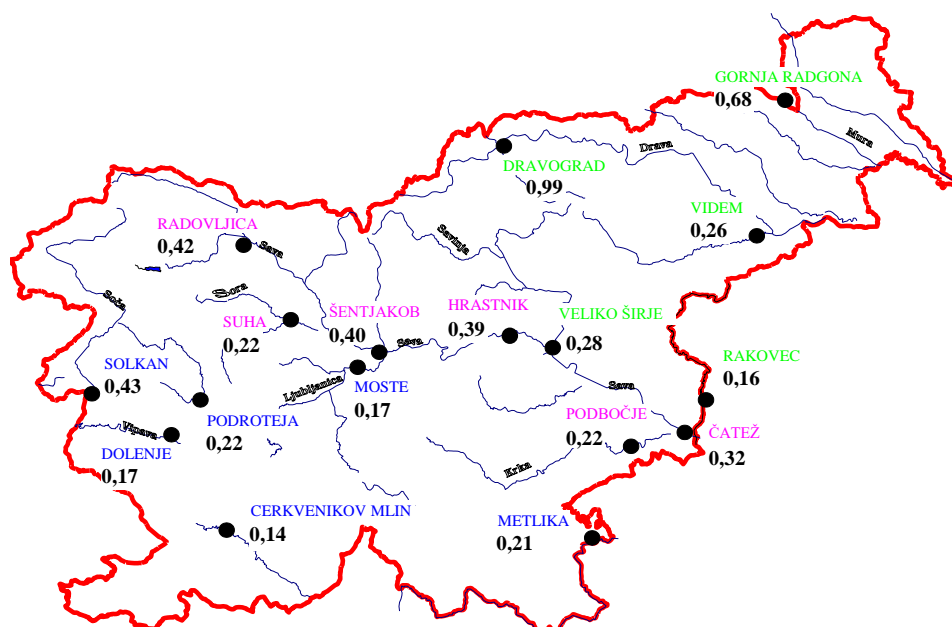 GORNJA RADGONA
0,68
Mura
Drava
DRAVOGRAD
0,99
VIDEM
0,26
RADOVLJICA
0,42
Sava
Savinja
Sora
Soča
SUHA
0,22
ŠENTJAKOB
0,40
Sava
HRASTNIK
0,39
VELIKO ŠIRJE
0,28
SOLKAN
0,43
MOSTE
0,17
Ljubljanica
RAKOVEC
0,16
Sava
PODROTEJA
0,22
PODBOČJE
0,22
ČATEŽ
0,32
Vipava
DOLENJE
0,17
Krka
CERKVENIKOV MLIN
0,14
METLIKA
0,21